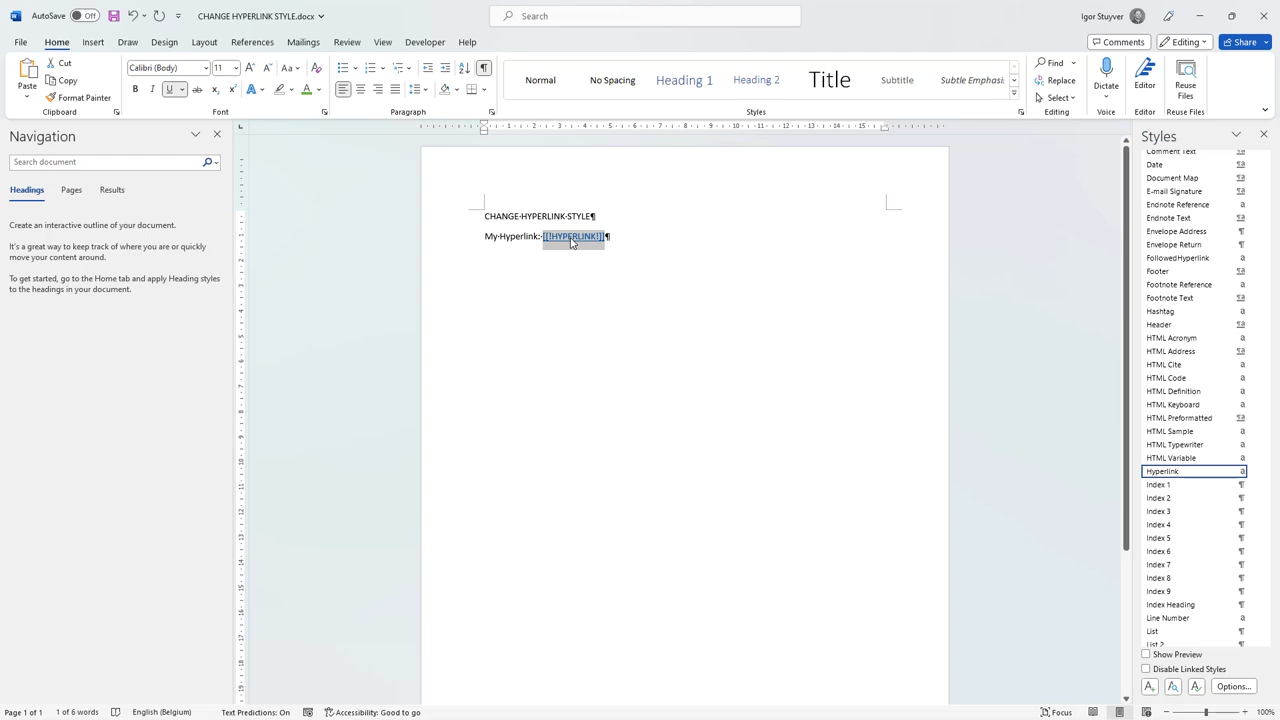 AutoSave Off CHANGE HYPERLINK STYLE.docx Search Igor Stuyver
File Home Insert Draw Design Layout References Mailings Review View Developer Help Comments Editing Share
Paste Cut Copy Format Painter Clipboard
Calibri (Body) 11 Aa B I U ab Font
Paragraph
Normal No Spacing Heading 1 Heading 2 Title Subtitle Subtle Emphasi Styles
Find Replace Select Editing
Dictate Voice
Editor Editor
Reuse Files Reuse Files
Navigation
Search document
Headings Pages Results
Create an interactive outline of your document.
It's a great way to keep track of where you are or quickly
move your content around.
To get started, go to the Home tab and apply Heading styles
to the headings in your document.
CHANGE·HYPERLINK·STYLE¶
My·Hyperlink:·[[!HYPERLINK!]]¶
Styles
Comment Text
Date
Document Map
E-mail Signature
Endnote Reference
Endnote Text
Envelope Address
Envelope Return
FollowedHyperlink
Footer
Footnote Reference
Footnote Text
Hashtag
Header
HTML Acronym
HTML Address
HTML Cite
HTML Code
HTML Definition
HTML Keyboard
HTML Preformatted
HTML Sample
HTML Typewriter
HTML Variable
Hyperlink
Index 1
Index 2
Index 3
Index 4
Index 5
Index 6
Index 7
Index 8
Index 9
Index Heading
Line Number
List
List 2
Show Preview
Disable Linked Styles
Options...
Page 1 of 1 1 of 6 words English (Belgium) Text Predictions: On Accessibility: Good to go Focus 100%